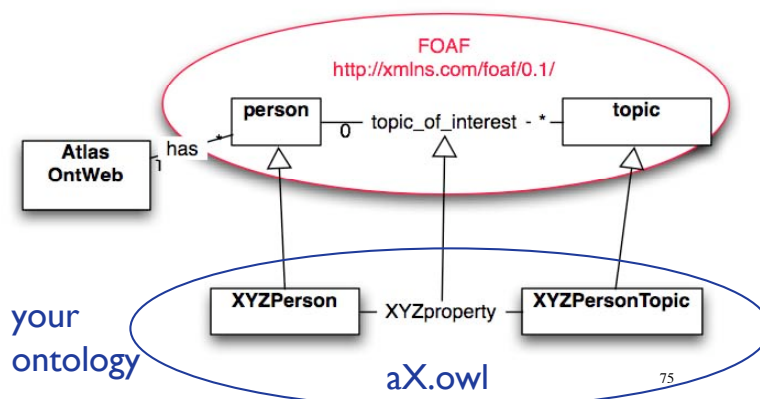 FOAF
http://xmlns.com/foaf/0.1/
person
0
topic_of_interest - *
topic
Atlas
OntWeb
1
has
*
XYZPerson
XYZproperty
XYZPersonTopic
your
ontology
aX.owl
75